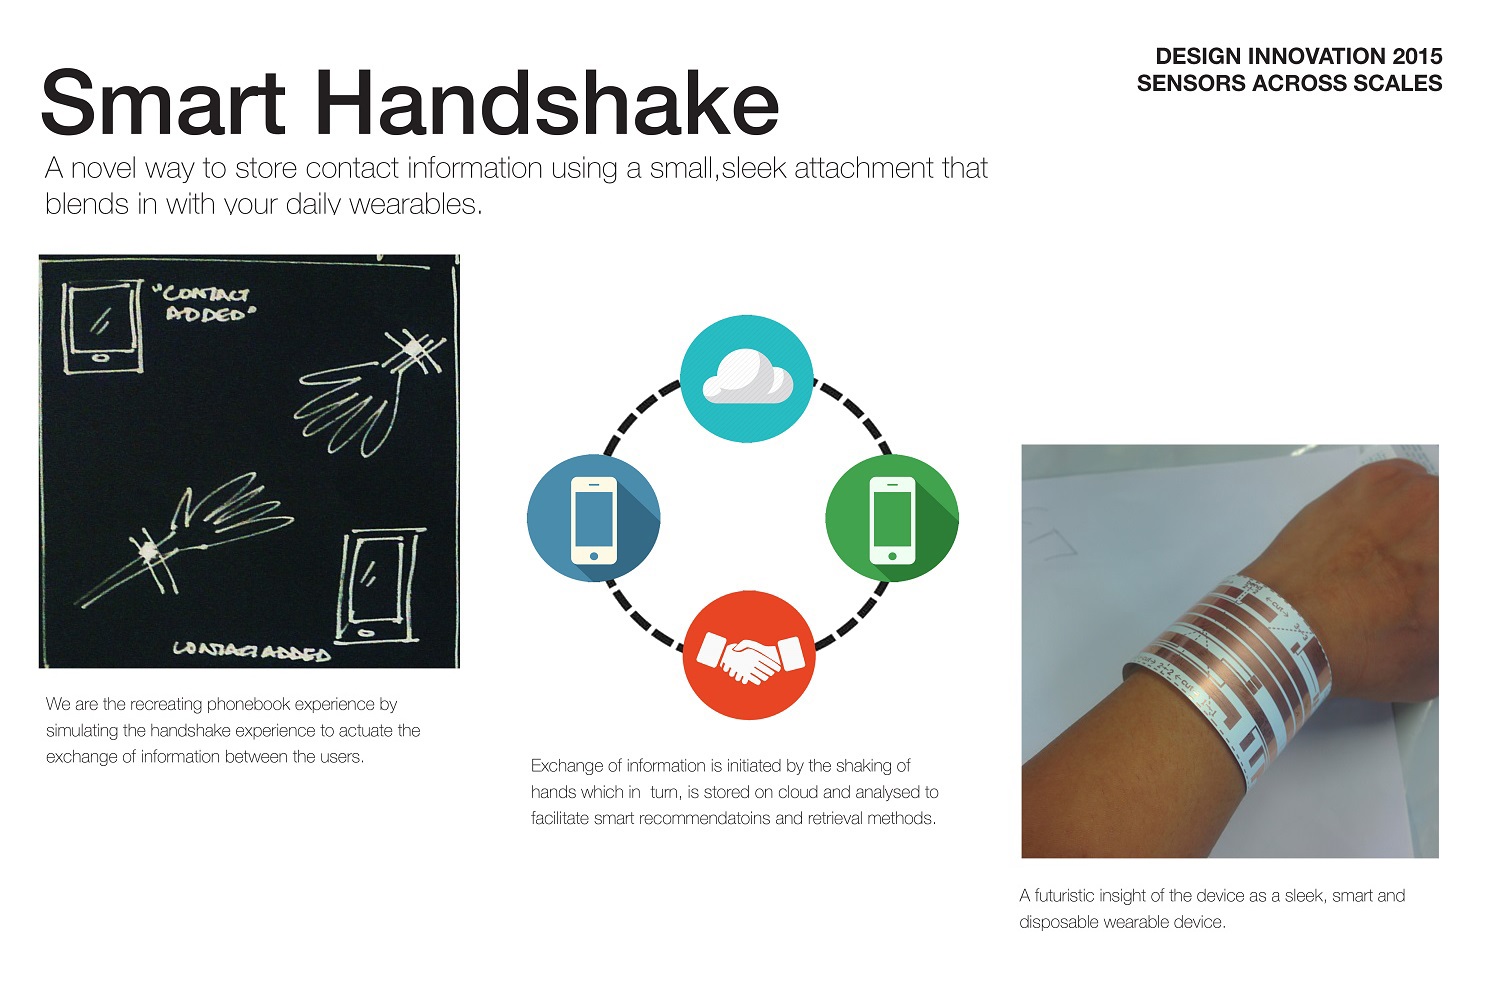 DESIGN INNOVATION 2015
SENSORS ACROSS SCALES
Smart Handshake
A novel way to store contact information using a small,sleek attachment that
blends in with your daily wearables.
"CONTACT
ADDED"
CONTACT ADDED
We are the recreating phonebook experience by
simulating the handshake experience to actuate the
exchange of information between the users.
Exchange of information is initiated by the shaking of
hands which in  turn, is stored on cloud and analysed to
facilitate smart recommendatoins and retrieval methods.
A futuristic insight of the device as a sleek, smart and
disposable wearable device.